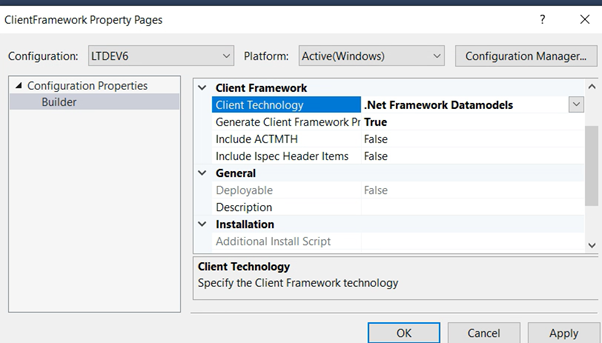 ClientFramework Property Pages
Configuration: LTDEV6 Platform: Active(Windows) Configuration Manager...
Configuration Properties
Builder
Client Framework
Client Technology .Net Framework Datamodels
Generate Client Framework Pr True
Include ACTMTH False
Include Ispec Header Items False
General
Deployable False
Description
Installation
Additional Install Script
Client Technology
Specify the Client Framework technology
OK Cancel Apply